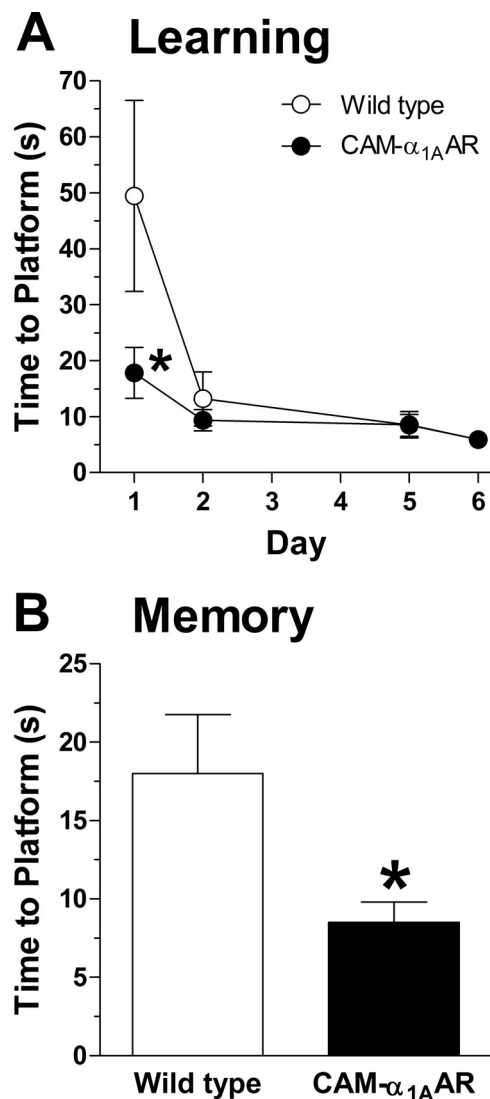 A Learning
Time to Platform (s)
70
60
50
40
30
20
10
0
Wild type
CAM-α1AAR
*
1 2 3 4 5 6
Day
B Memory
Time to Platform (s)
25
20
15
10
5
0
*
Wild type CAM-α1AAR